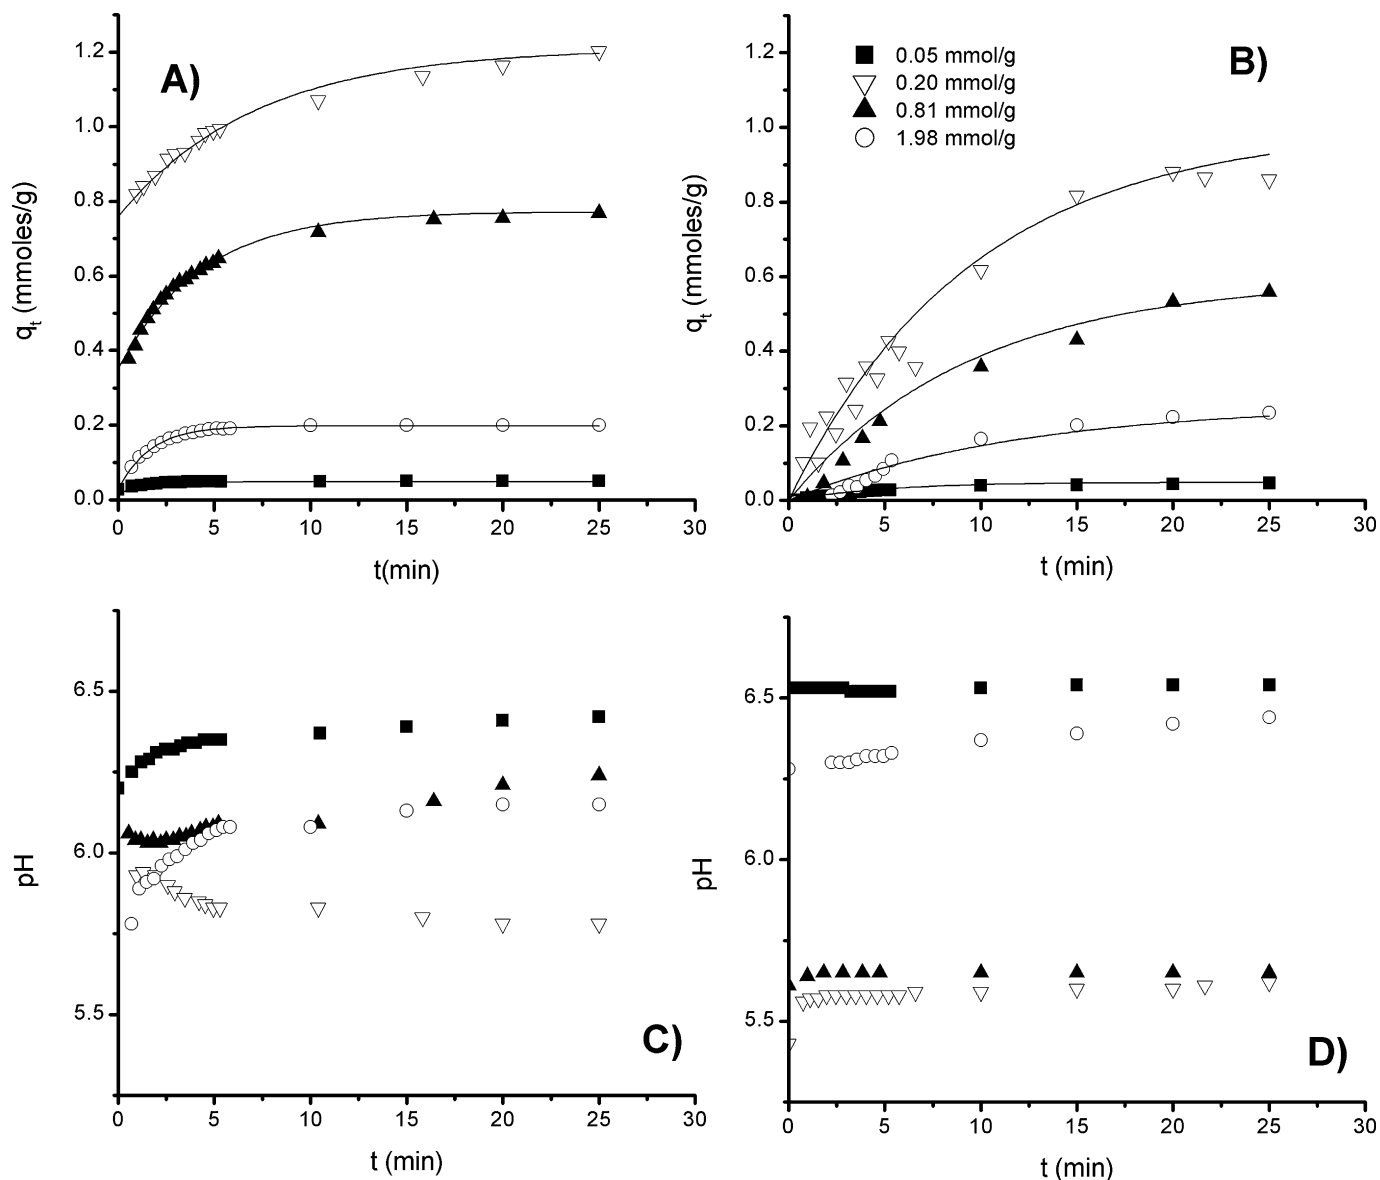 A)
1.2
1.0
0.8
0.6
0.4
0.2
0.0
q_t (mmoles/g)
0 5 10 15 20 25 30
t(min)
B)
0.05 mmol/g
0.20 mmol/g
0.81 mmol/g
1.98 mmol/g
1.2
1.0
0.8
0.6
0.4
0.2
0.0
q_t (mmoles/g)
0 5 10 15 20 25 30
t (min)
6.5
6.0
5.5
pH
C)
0 5 10 15 20 25 30
t (min)
6.5
6.0
5.5
pH
D)
0 5 10 15 20 25 30
t (min)